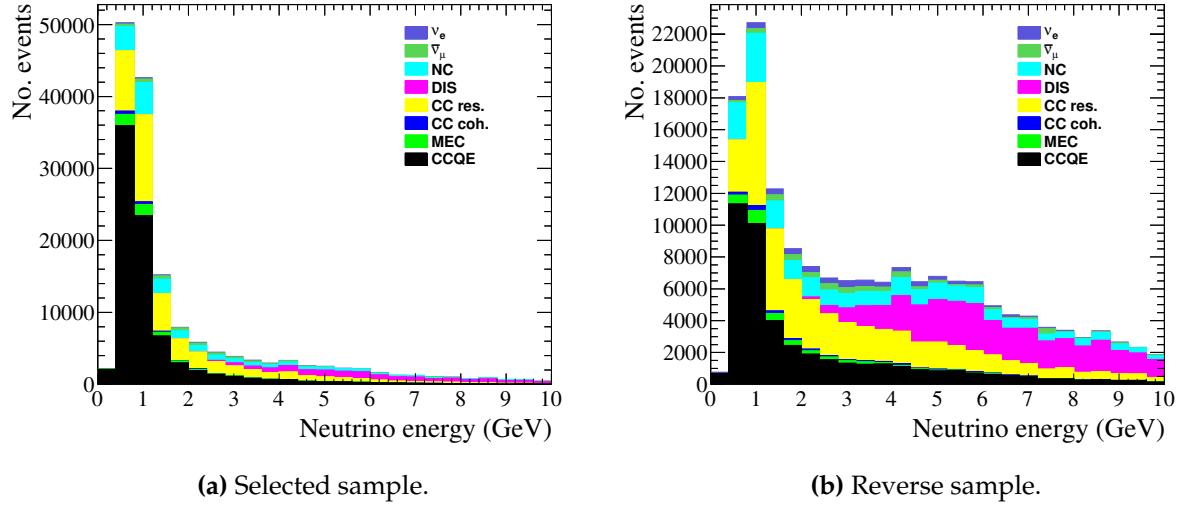 No. events
50000
40000
30000
20000
10000
0
νe
ν̅μ
NC
DIS
CC res.
CC coh.
MEC
CCQE
0 1 2 3 4 5 6 7 8 9 10
Neutrino energy (GeV)
(a) Selected sample.
No. events
22000
20000
18000
16000
14000
12000
10000
8000
6000
4000
2000
0
νe
ν̅μ
NC
DIS
CC res.
CC coh.
MEC
CCQE
0 1 2 3 4 5 6 7 8 9 10
Neutrino energy (GeV)
(b) Reverse sample.